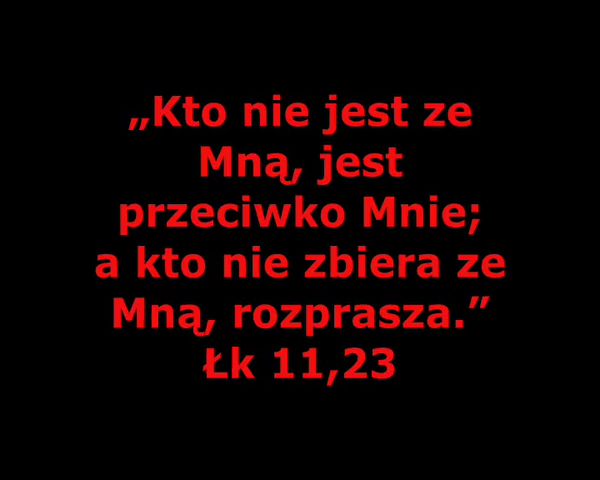 „Kto nie jest ze
Mną, jest
przeciwko Mnie;
a kto nie zbiera ze
Mną, rozprasza.”
Łk 11,23